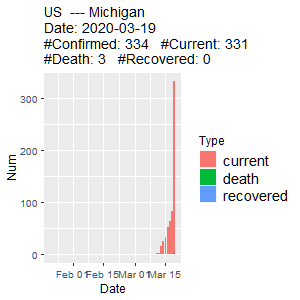 US --- Michigan
Date: 2020-03-19
#Confirmed: 334 #Current: 331
#Death: 3 #Recovered: 0
300
200
100
0
Num
Feb 01 Feb 15 Mar 01 Mar 15
Date
Type
current
death
recovered